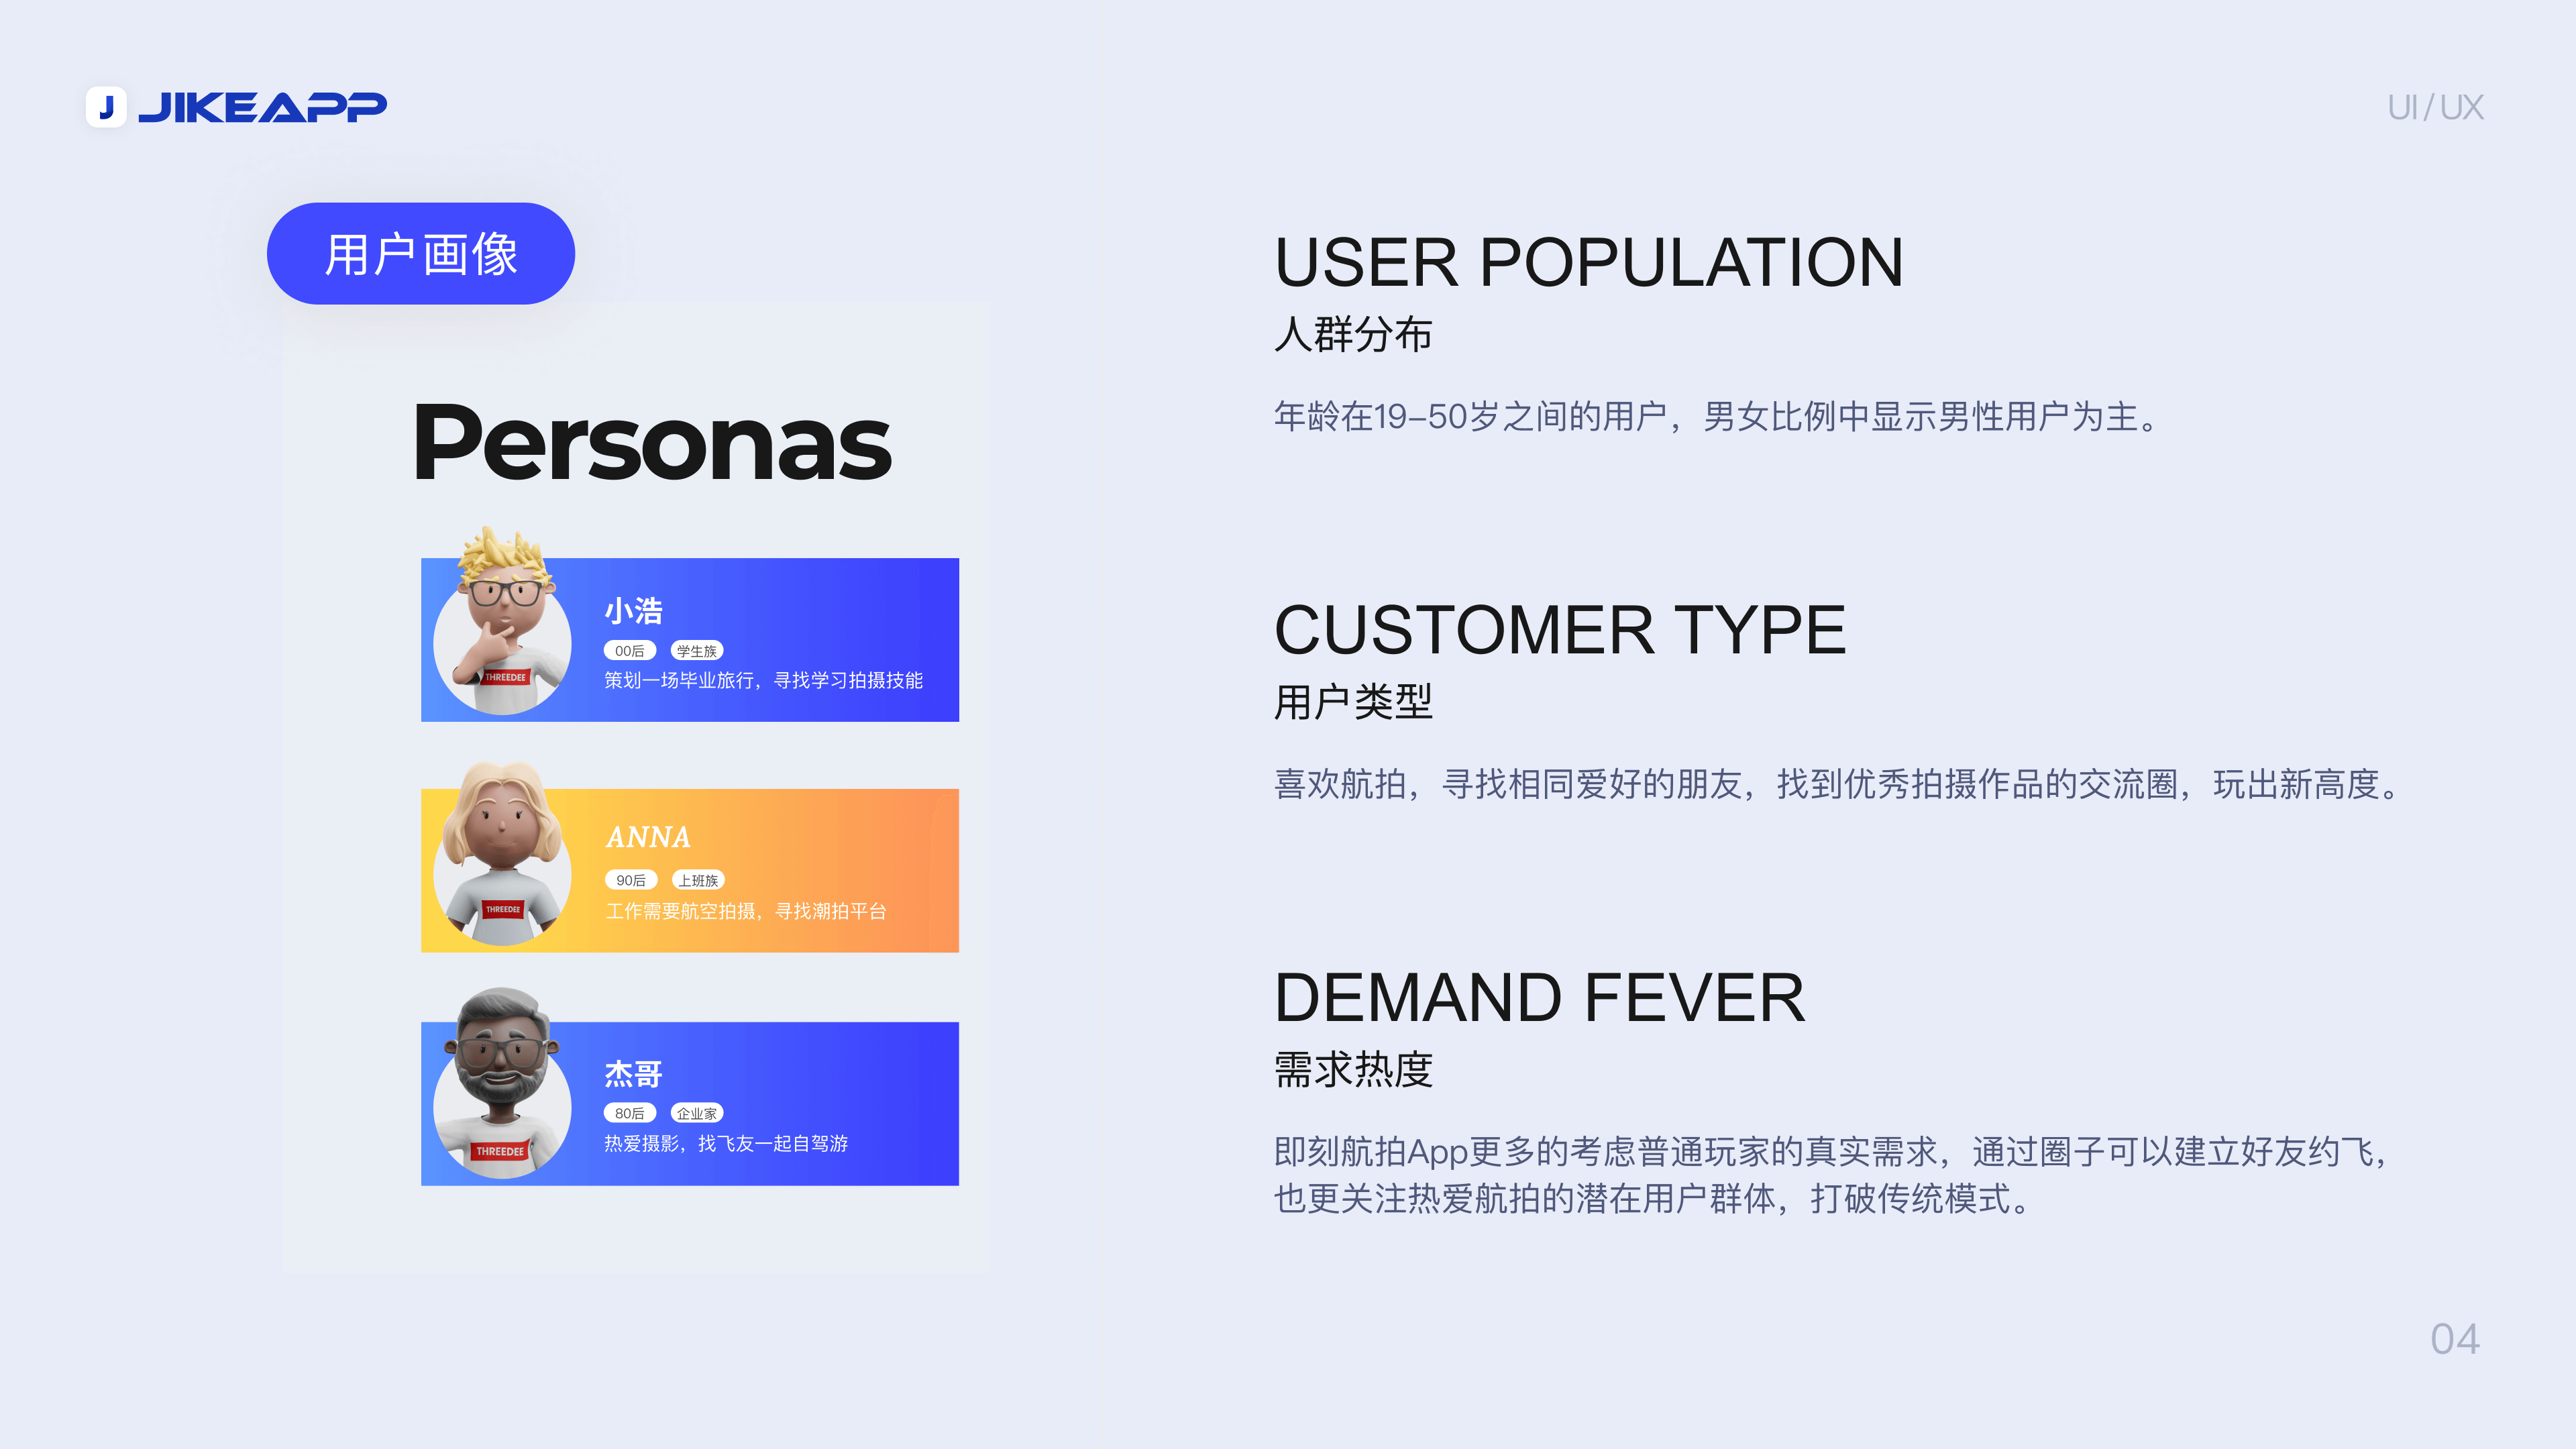 J JIKEAPP
UI/UX
用户画像
Personas
小浩
00后 学生族
策划一场毕业旅行，寻找学习拍摄技能
THREEDEE
ANNA
90后 上班族
工作需要航空拍摄，寻找潮拍平台
THREEDEE
杰哥
80后 企业家
热爱摄影，找飞友一起自驾游
THREEDEE
USER POPULATION
人群分布
年龄在19-50岁之间的用户，男女比例中显示男性用户为主。
CUSTOMER TYPE
用户类型
喜欢航拍，寻找相同爱好的朋友，找到优秀拍摄作品的交流圈，玩出新高度。
DEMAND FEVER
需求热度
即刻航拍App更多的考虑普通玩家的真实需求，通过圈子可以建立好友约飞，
也更关注热爱航拍的潜在用户群体，打破传统模式。
04